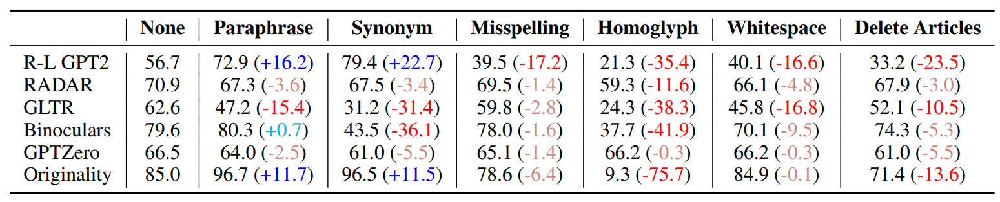 None Paraphrase Synonym Misspelling Homoglyph Whitespace Delete Articles
R-L GPT2 56.7 72.9 (+16.2) 79.4 (+22.7) 39.5 (-17.2) 21.3 (-35.4) 40.1 (-16.6) 33.2 (-23.5)
RADAR 70.9 67.3 (-3.6) 67.5 (-3.4) 69.5 (-1.4) 59.3 (-11.6) 66.1 (-4.8) 67.9 (-3.0)
GLTR 62.6 47.2 (-15.4) 31.2 (-31.4) 59.8 (-2.8) 24.3 (-38.3) 45.8 (-16.8) 52.1 (-10.5)
Binoculars 79.6 80.3 (+0.7) 43.5 (-36.1) 78.0 (-1.6) 37.7 (-41.9) 70.1 (-9.5) 74.3 (-5.3)
GPTZero 66.5 64.0 (-2.5) 61.0 (-5.5) 65.1 (-1.4) 66.2 (-0.3) 66.2 (-0.3) 61.0 (-5.5)
Originality 85.0 96.7 (+11.7) 96.5 (+11.5) 78.6 (-6.4) 9.3 (-75.7) 84.9 (-0.1) 71.4 (-13.6)